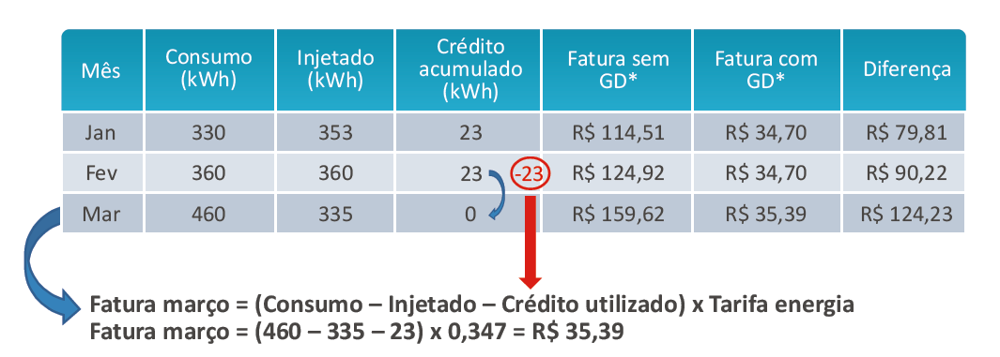 Mês Consumo (kWh) Injetado (kWh) Crédito acumulado (kWh) Fatura sem GD* Fatura com GD* Diferença
Jan 330 353 23 R$ 114,51 R$ 34,70 R$ 79,81
Fev 360 360 23 -23 R$ 124,92 R$ 34,70 R$ 90,22
Mar 460 335 0 R$ 159,62 R$ 35,39 R$ 124,23
Fatura março = (Consumo – Injetado – Crédito utilizado) x Tarifa energia
Fatura março = (460 – 335 – 23) x 0,347 = R$ 35,39